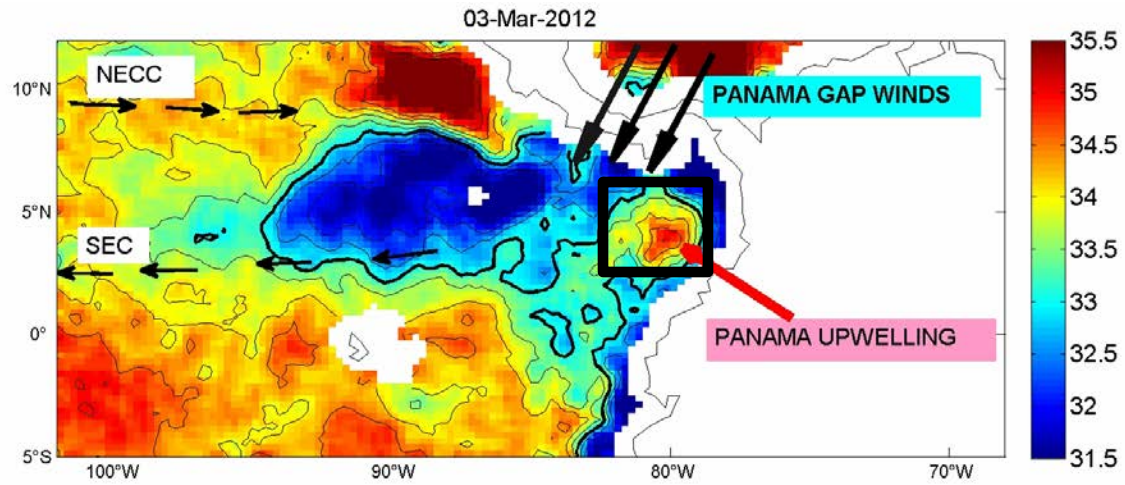 03-Mar-2012
NECC
PANAMA GAP WINDS
SEC
PANAMA UPWELLING
10°N
5°N
0°
5°S
100°W
90°W
80°W
70°W
35.5
35
34.5
34
33.5
33
32.5
32
31.5